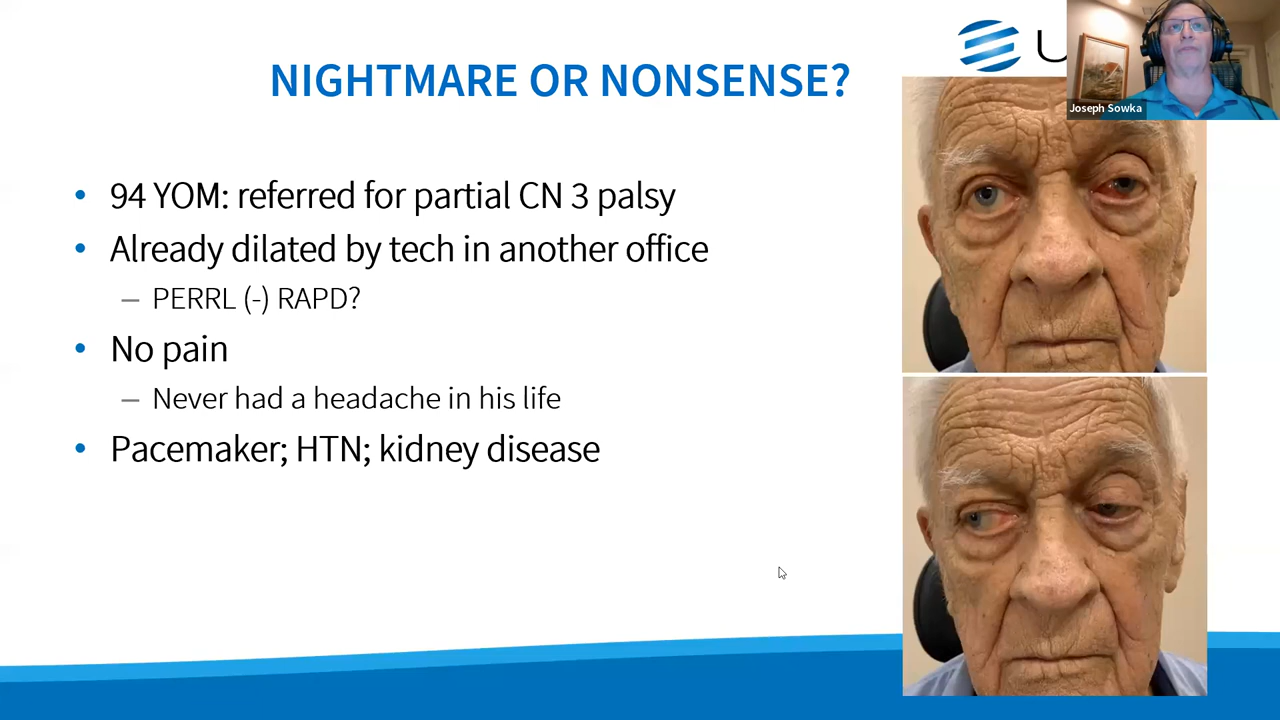 NIGHTMARE OR NONSENSE?
U
Joseph Sowka
• 94 YOM: referred for partial CN 3 palsy
• Already dilated by tech in another office
– PERRL (-) RAPD?
• No pain
– Never had a headache in his life
• Pacemaker; HTN; kidney disease